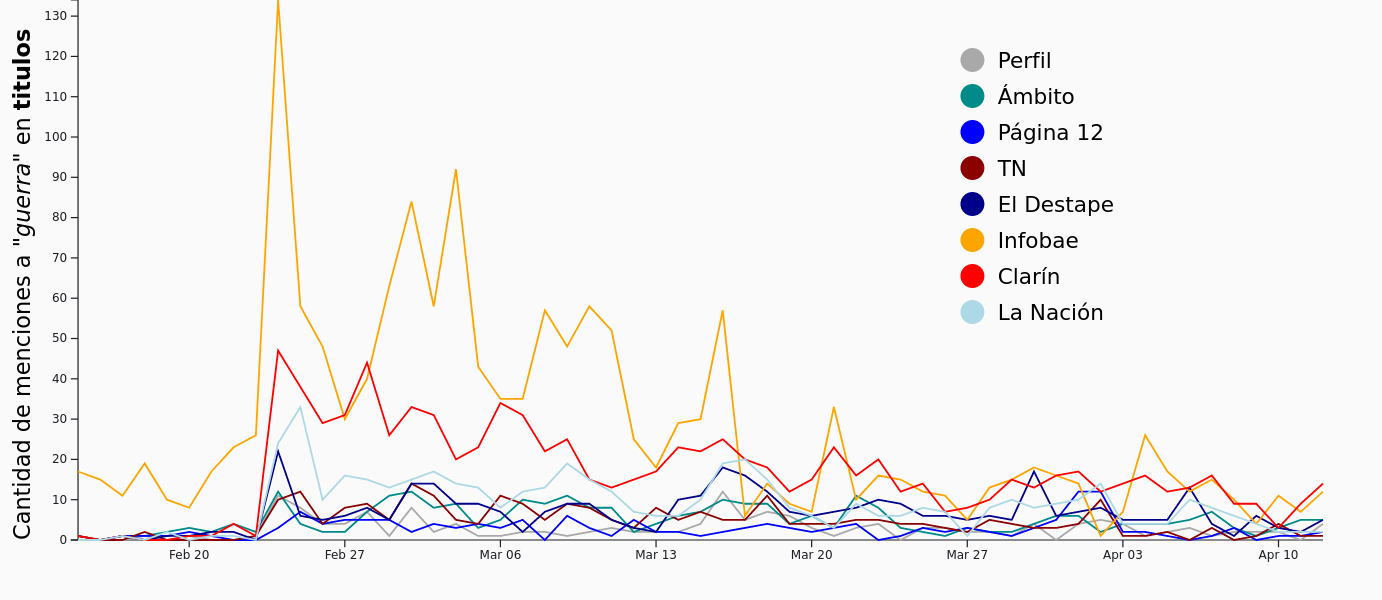 Cantidad de menciones a "guerra" en titulos
130
120
110
100
90
80
70
60
50
40
30
20
10
0
Feb 20
Feb 27
Mar 06
Mar 13
Mar 20
Mar 27
Apr 03
Apr 10
Perfil
Ámbito
Página 12
TN
El Destape
Infobae
Clarín
La Nación